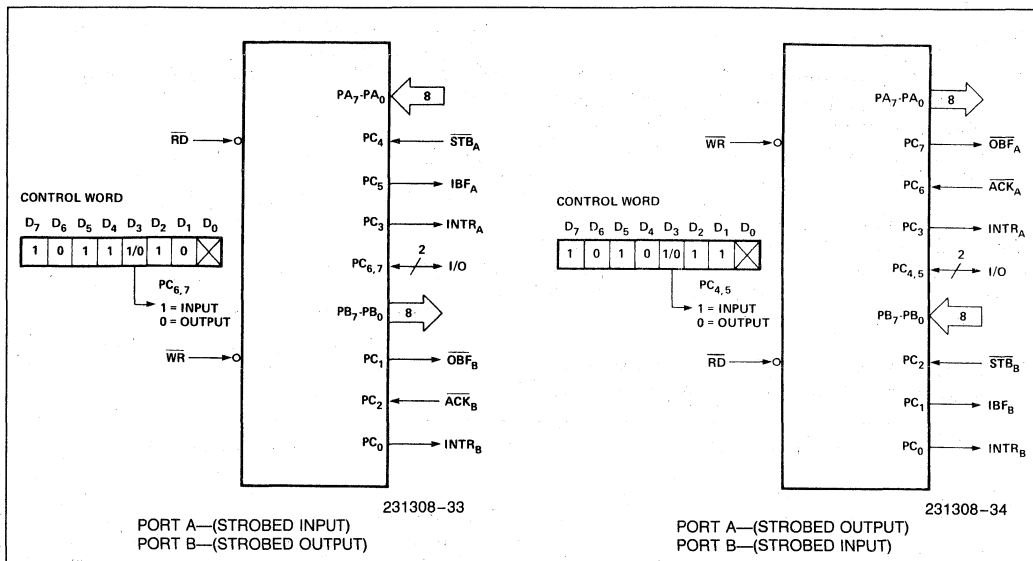 PA7-PA0 8
RD
PC4 STBA
PC5 IBFA
CONTROL WORD
D7 D6 D5 D4 D3 D2 D1 D0
1 0 1 1 1/0 1 0 X
PC3 INTRA
PC6,7 2 I/O
PC6,7
1 = INPUT
0 = OUTPUT
PB7-PB0 8
WR
PC1 OBFB
PC2 ACKB
PC0 INTRB
231308-33
PORT A—(STROBED INPUT)
PORT B—(STROBED OUTPUT)
PA7-PA0 8
WR
PC7 OBFA
PC6 ACKA
CONTROL WORD
D7 D6 D5 D4 D3 D2 D1 D0
1 0 1 0 1/0 1 1 X
PC3 INTRA
PC4,5 2 I/O
PC4,5
1 = INPUT
0 = OUTPUT
PB7-PB0 8
RD
PC2 STBB
PC1 IBFB
PC0 INTRB
231308-34
PORT A—(STROBED OUTPUT)
PORT B—(STROBED INPUT)